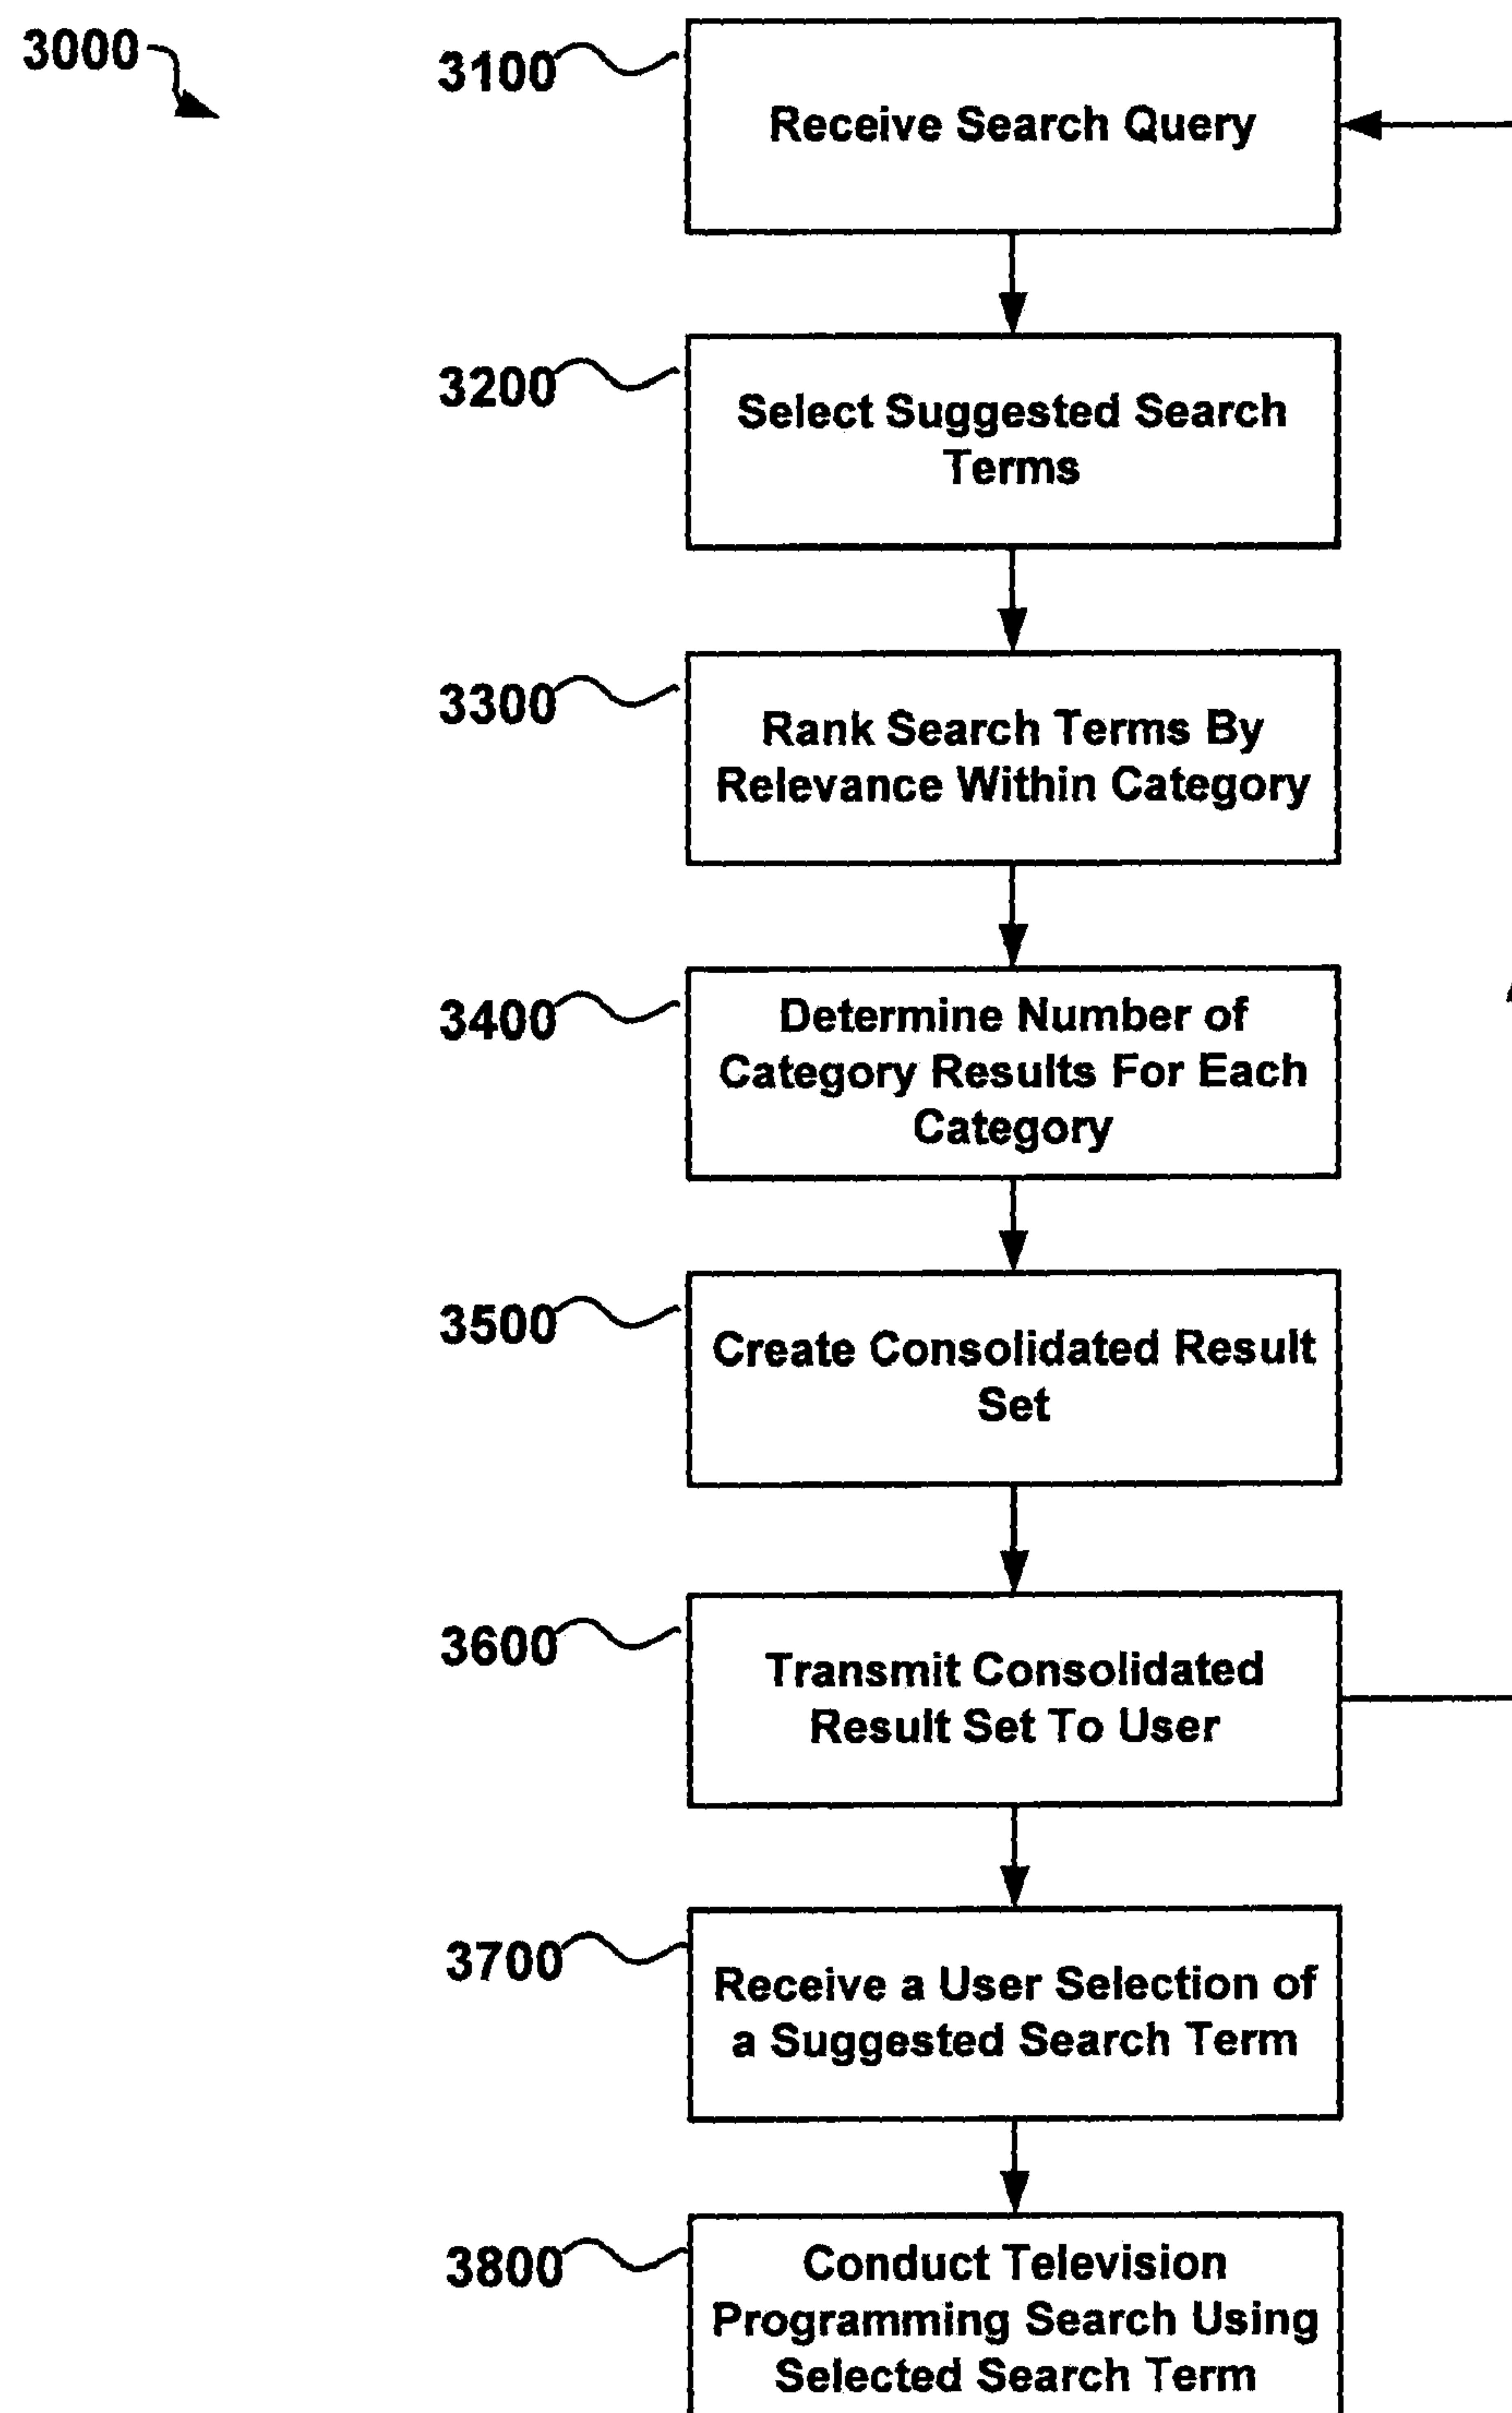 3000
3100
Receive Search Query
3200
Select Suggested Search
Terms
3300
Rank Search Terms By
Relevance Within Category
3400
Determine Number of
Category Results For Each
Category
3500
Create Consolidated Result
Set
3600
Transmit Consolidated
Result Set To User
3700
Receive a User Selection of
a Suggested Search Term
3800
Conduct Television
Programming Search Using
Selected Search Term